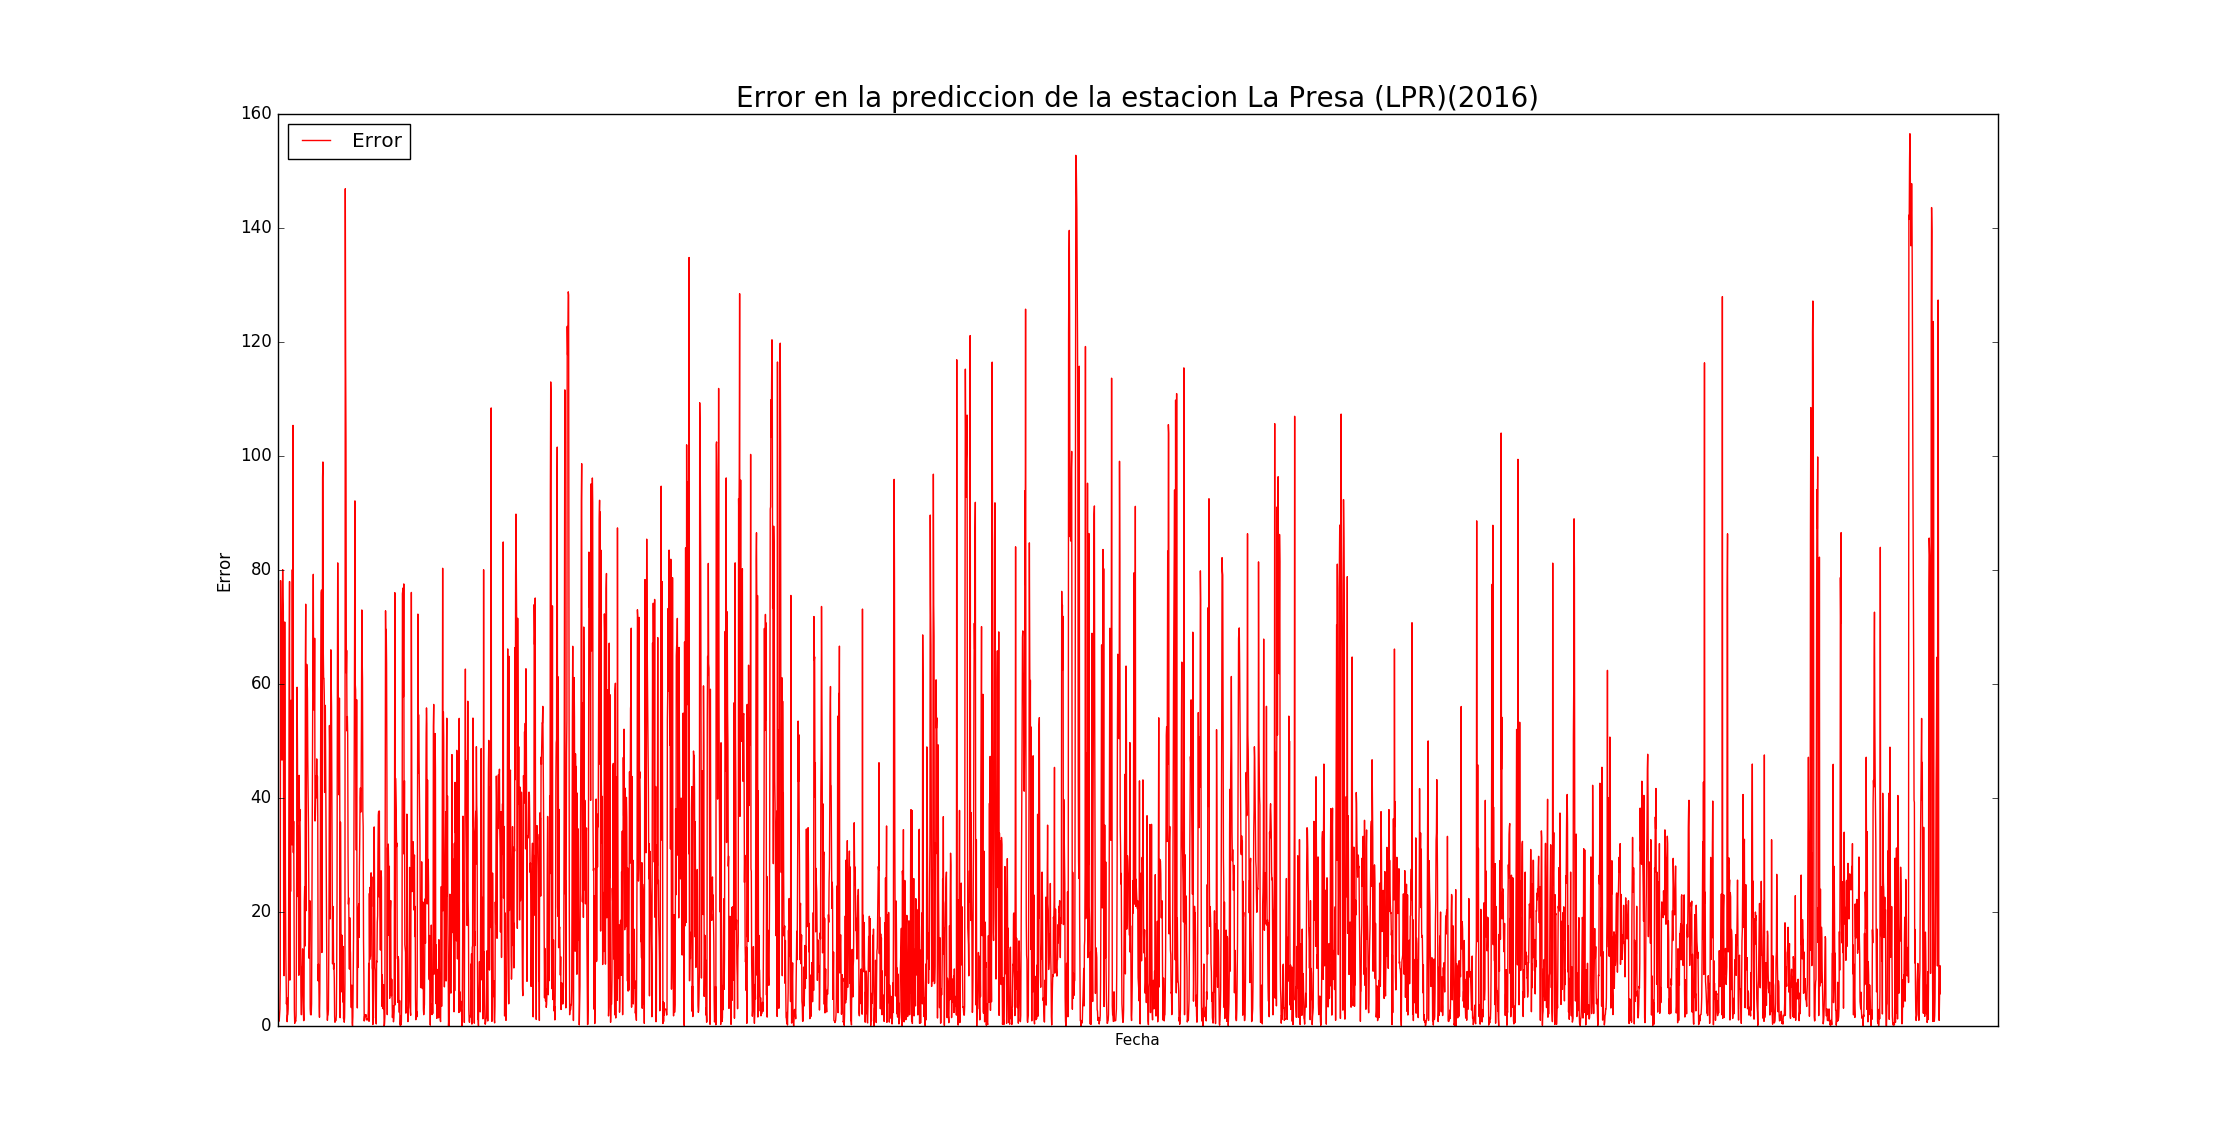 Error en la prediccion de la estacion La Presa (LPR)(2016)
160
Error
140
120
100
80
Error
60
40
20
0
Fecha